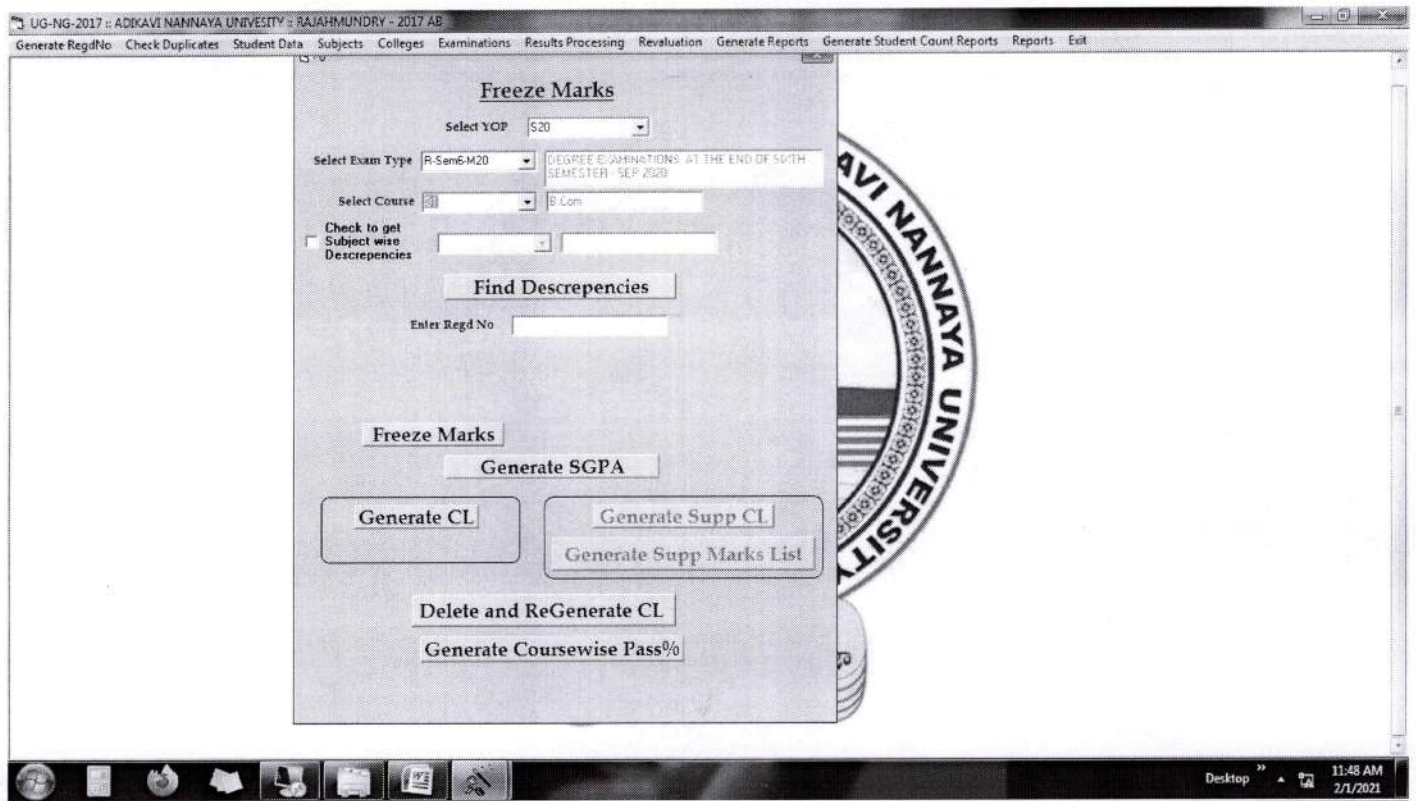 UG-NG-2017 :: ADIKAVI NANNAYA UNIVESITY :: RAJAHMUNDRY - 2017 AB
Generate RegdNo Check Duplicates Student Data Subjects Colleges Examinations Results Processing Revaluation Generate Reports Generate Student Count Reports Reports Exit
Freeze Marks
Select YOP S20
Select Exam Type R-Sem6-M20 DEGREE EXAMINATIONS AT THE END OF SIXTH
SEMESTER - SEP 2020
Select Course B.Com
Check to get
Subject wise
Descrepencies
Find Descrepencies
Enter Regd No
Freeze Marks
Generate SGPA
Generate CL
Generate Supp CL
Generate Supp Marks List
Delete and ReGenerate CL
Generate Coursewise Pass%
AVI NANNAYA UNIVERSITY
Desktop
11:48 AM
2/1/2021